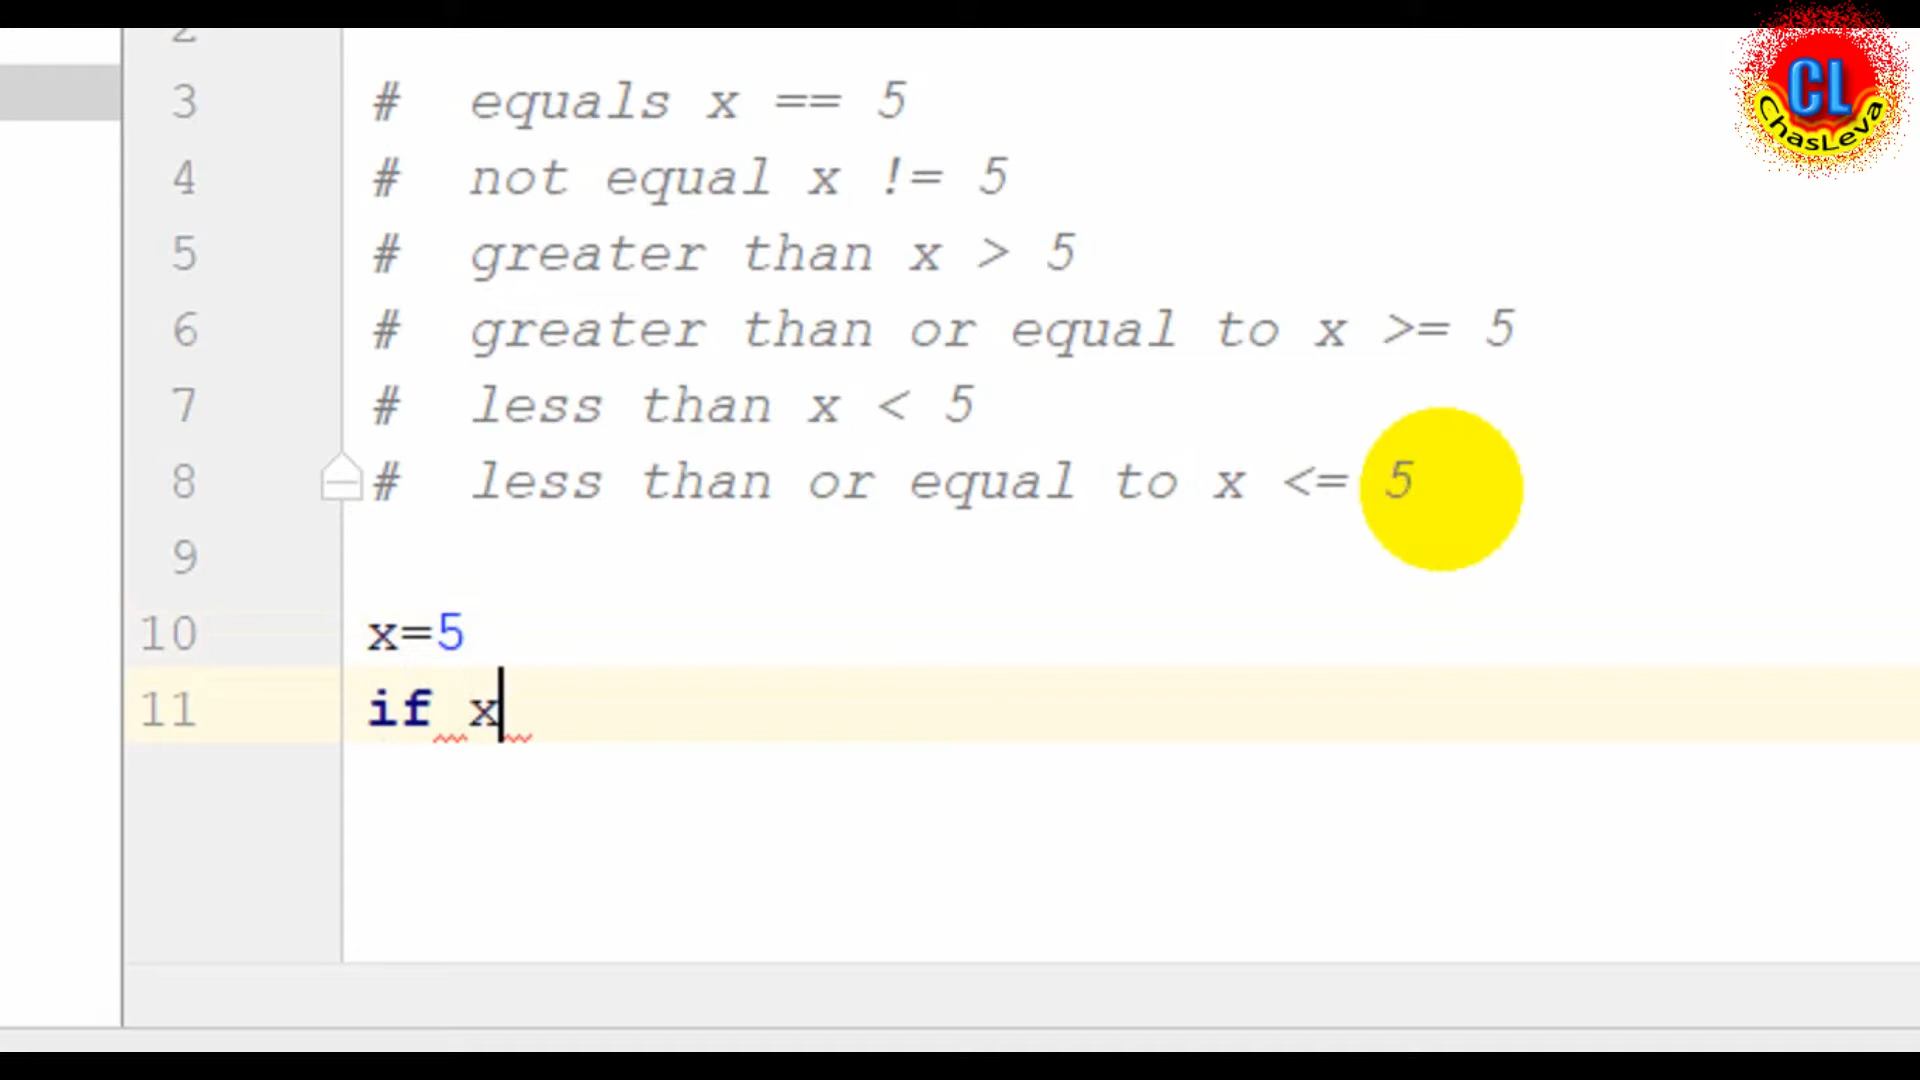 2
3 # equals x == 5
4 # not equal x != 5
5 # greater than x > 5
6 # greater than or equal to x >= 5
7 # less than x < 5
8 # less than or equal to x <= 5
9
10 x=5
11 if x
CL
ChasLeva